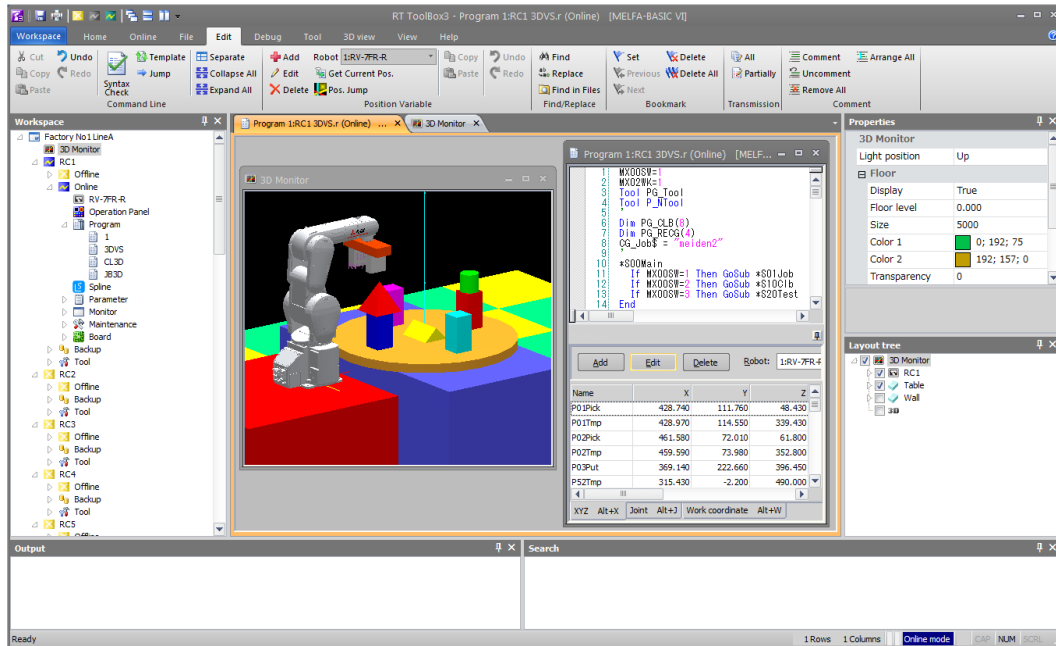 RT ToolBox3 - Program 1:RC1 3DVS.r (Online) [MELFA-BASIC VI]
Workspace Home Online File Edit Debug Tool 3D view View Help
Cut Undo Template Separate Add Robot 1:RV-7FR-R Copy Undo Find Set Delete All Comment Arrange All
Copy Redo Jump Collapse All Edit Get Current Pos. Paste Redo Replace Previous Delete All Partially Uncomment
Paste Syntax Check Expand All Delete Pos. Jump Find in Files Next Remove All
Command Line Position Variable Find/Replace Bookmark Transmission Comment
Workspace
Factory No1 LineA
3D Monitor
RC1
Offline
Online
RV-7FR-R
Operation Panel
Program
1
3DVS
CL3D
JB3D
Spline
Parameter
Monitor
Maintenance
Board
Backup
Tool
RC2
Offline
Backup
Tool
RC3
Offline
Backup
Tool
RC4
Offline
Backup
Tool
RC5
Program 1:RC1 3DVS.r (Online) ... 3D Monitor
3D Monitor
Program 1:RC1 3DVS.r (Online) [MELF...
1 MX00SW=1
2 MX02WK=1
3 Tool PG_Tool
4 Tool P_NTool
5 '
6 Dim PG_CLB(8)
7 Dim PG_RECG(4)
8 CG_Job$ = "meiden2"
9 '
10 *S00Main
11 If MX00SW=1 Then GoSub *S01Job
12 If MX00SW=2 Then GoSub *S10Clb
13 If MX00SW=3 Then GoSub *S20Test
14 End
Add Edit Delete Robot: 1:RV-7FR-R
Name X Y Z
P01Pick 428.740 111.760 48.430
P01Tmp 428.970 114.550 339.430
P02Pick 461.580 72.010 61.800
P02Tmp 459.590 73.980 352.800
P03Put 369.140 222.660 396.450
P52Tmp 315.430 -2.200 490.000
XYZ Alt+X Joint Alt+J Work coordinate Alt+W
Properties
3D Monitor
Light position Up
Floor
Display True
Floor level 0.000
Size 5000
Color 1 0; 192; 75
Color 2 192; 157; 0
Transparency 0
Layout tree
3D Monitor
RC1
Table
Wall
3D
Output
Search
Ready 1 Rows 1 Columns Online mode CAP NUM SCRL